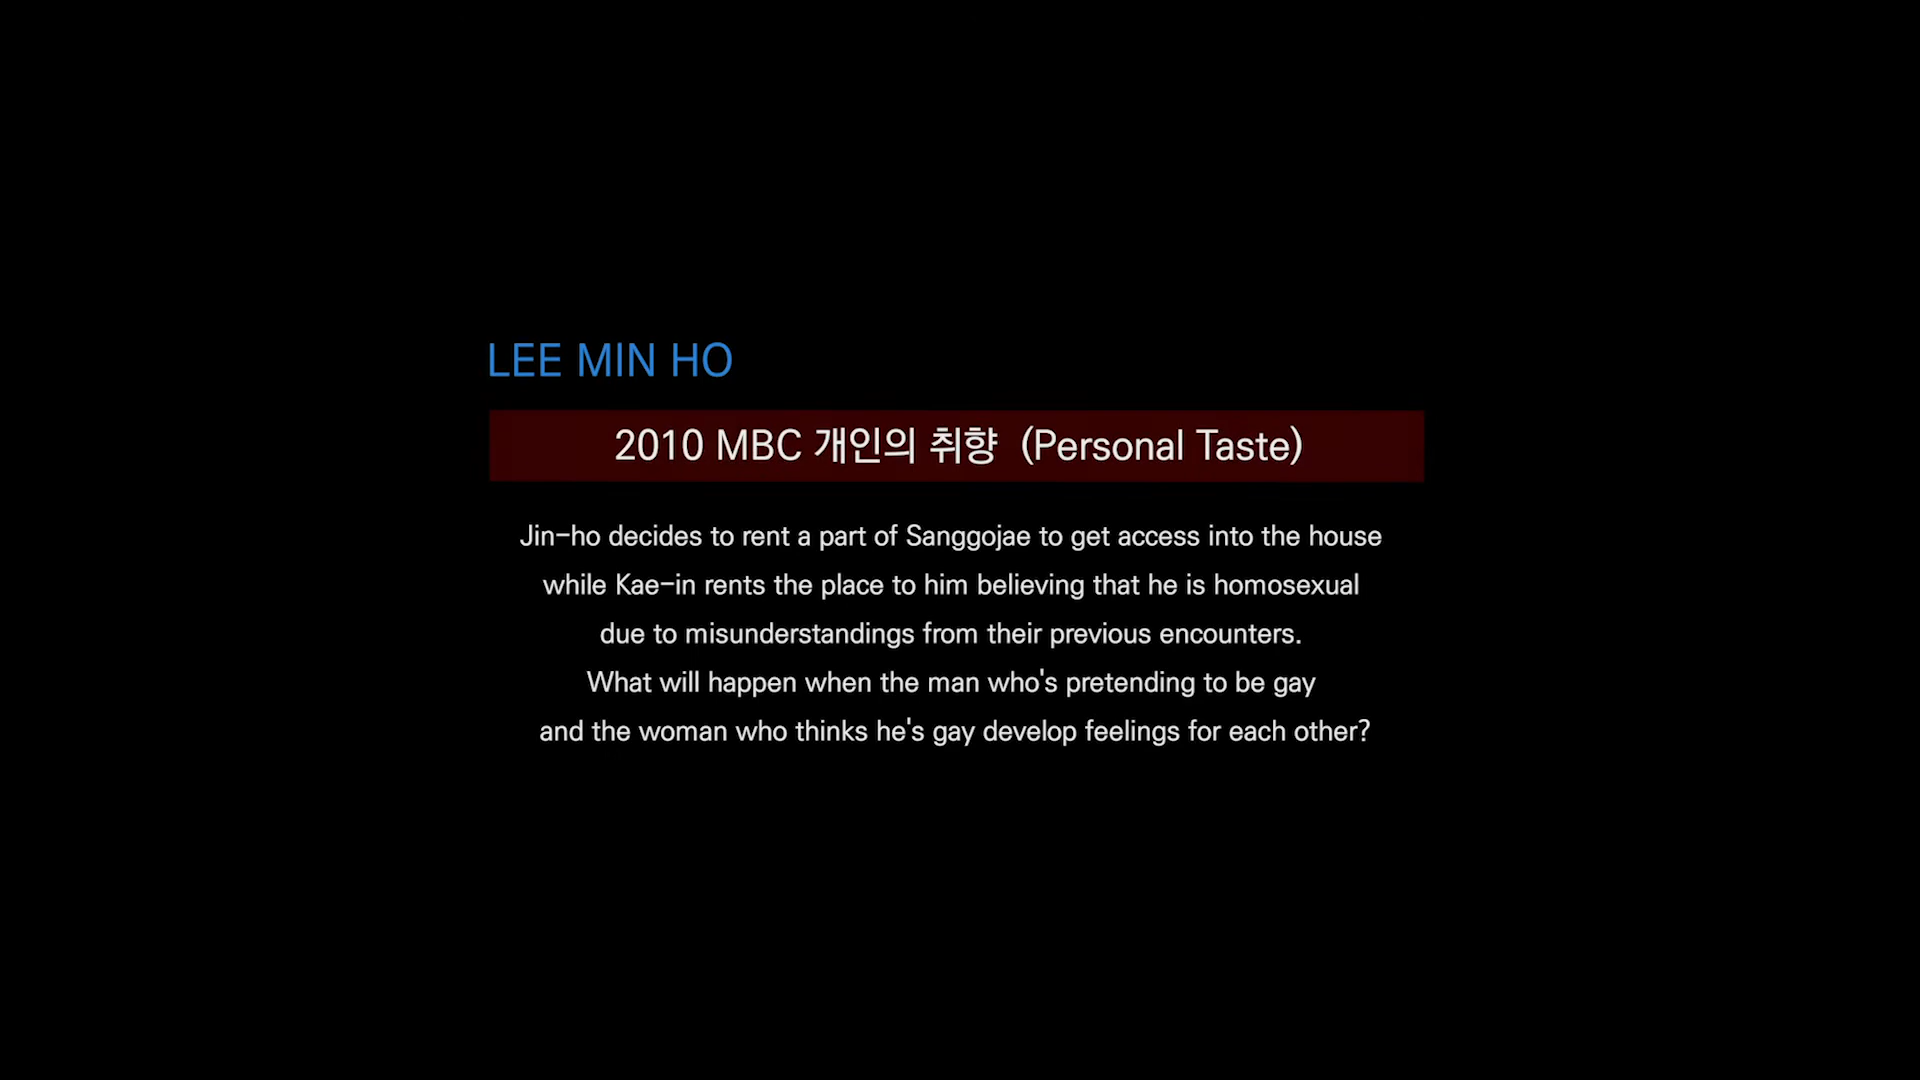 LEE MIN HO
2010 MBC 개인의 취향 (Personal Taste)
Jin-ho decides to rent a part of Sanggojae to get access into the house
while Kae-in rents the place to him believing that he is homosexual
due to misunderstandings from their previous encounters.
What will happen when the man who's pretending to be gay
and the woman who thinks he's gay develop feelings for each other?